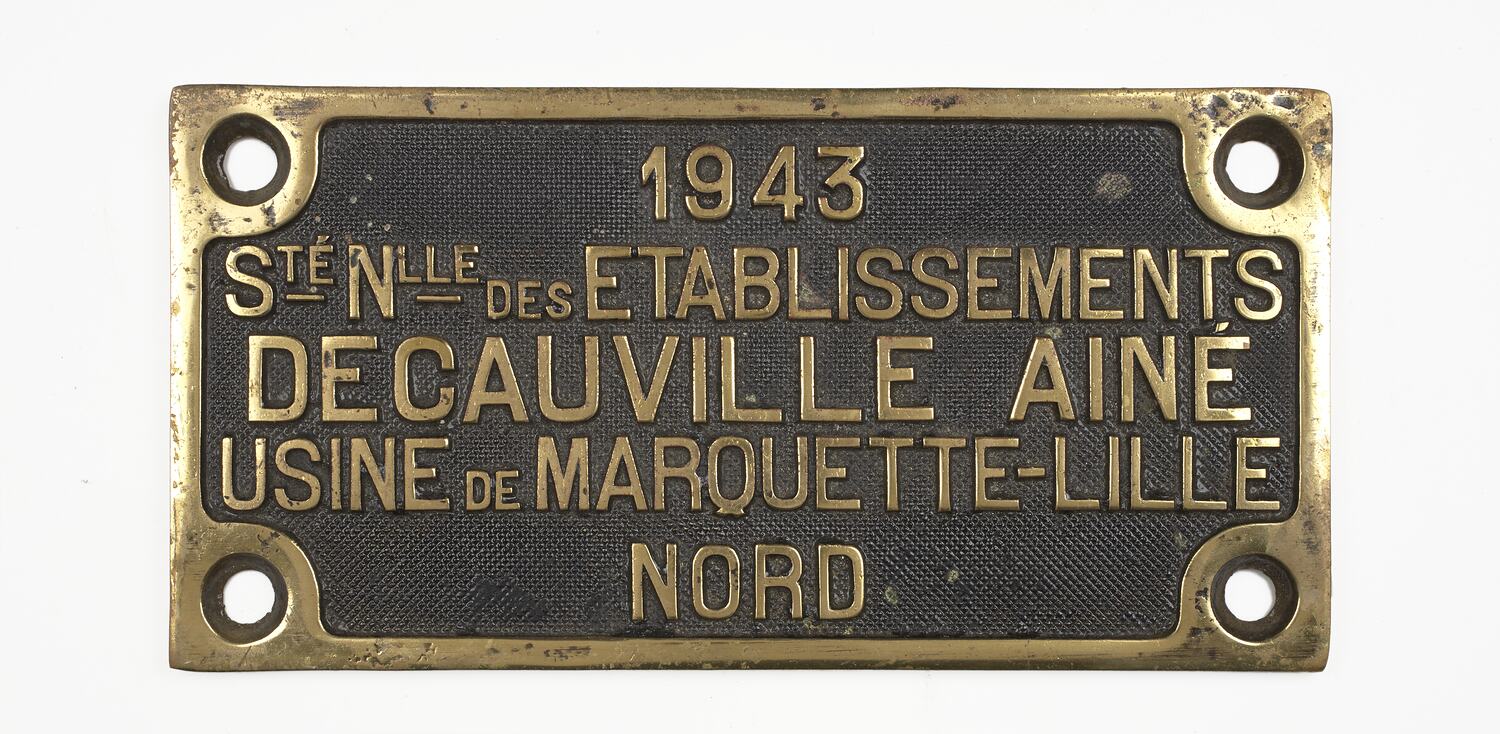 1943
STÉ NLLE DES ETABLISSEMENTS
DECAUVILLE AINÉ
USINE DE MARQUETTE-LILLE
NORD